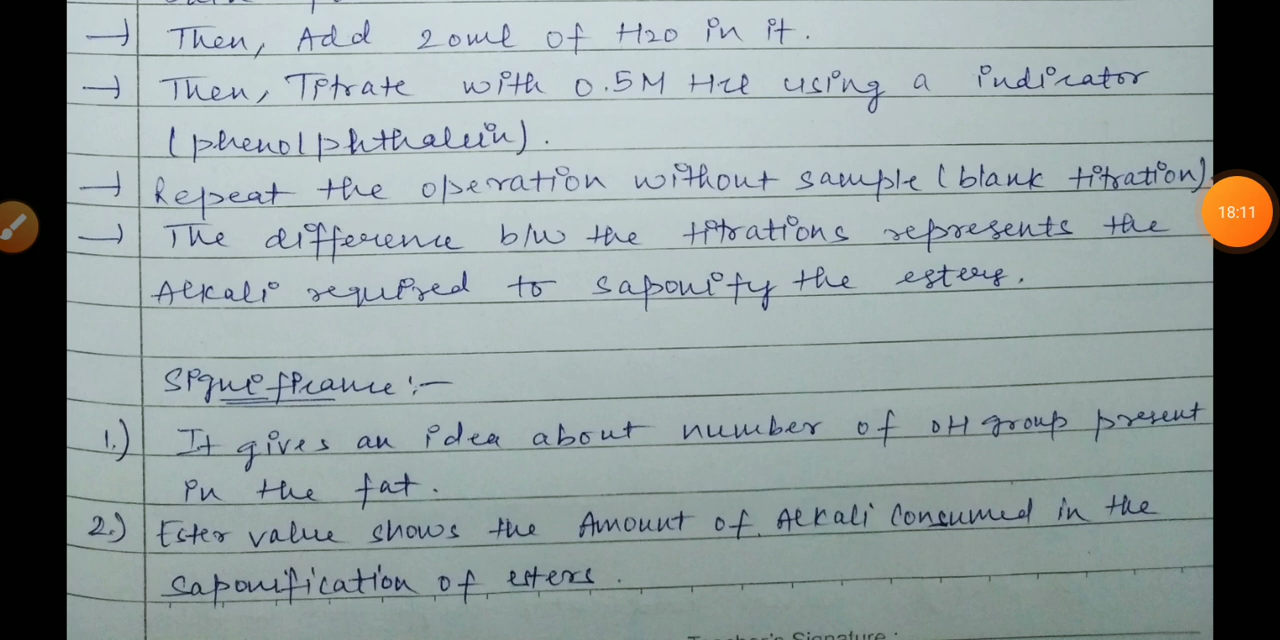 → Then, Add 20ml of H2O in it.
→ Then, Titrate with 0.5M Hcl using a indicator
(phenolphthalein).
→ Repeat the operation without sample (blank titration).
→ The difference b/w the titrations represents the
Alkali required to saponify the esters.
Significance :—
1.) It gives an idea about number of OH group present
in the fat.
2.) Ester value shows the Amount of Alkali Consumed in the
saponification of esters.
18:11